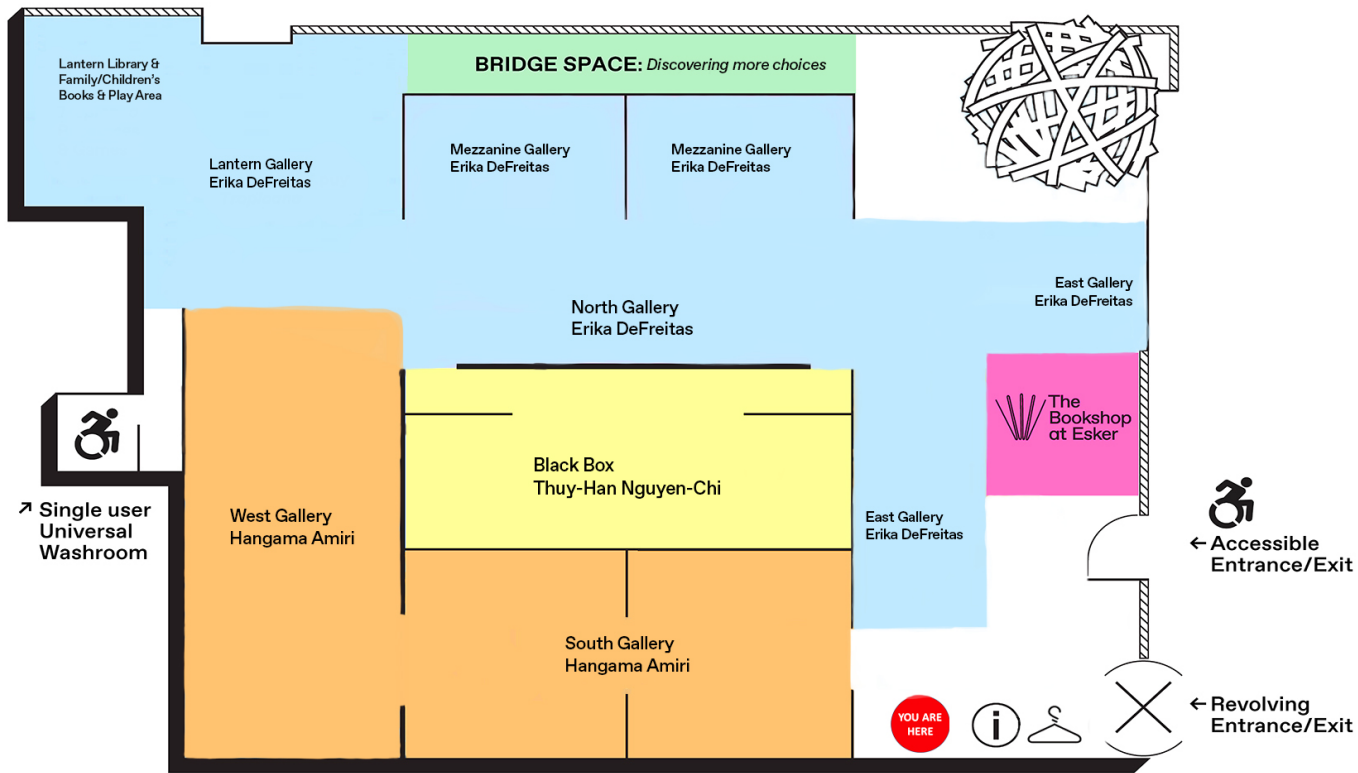 Lantern Library &
Family/Children's
Books & Play Area
BRIDGE SPACE: Discovering more choices
Lantern Gallery
Erika DeFreitas
Mezzanine Gallery
Erika DeFreitas
Mezzanine Gallery
Erika DeFreitas
North Gallery
Erika DeFreitas
East Gallery
Erika DeFreitas
The
Bookshop
at Esker
Black Box
Thuy-Han Nguyen-Chi
West Gallery
Hangama Amiri
East Gallery
Erika DeFreitas
↗ Single user
Universal
Washroom
← Accessible
Entrance/Exit
South Gallery
Hangama Amiri
YOU ARE
HERE
i
← Revolving
Entrance/Exit